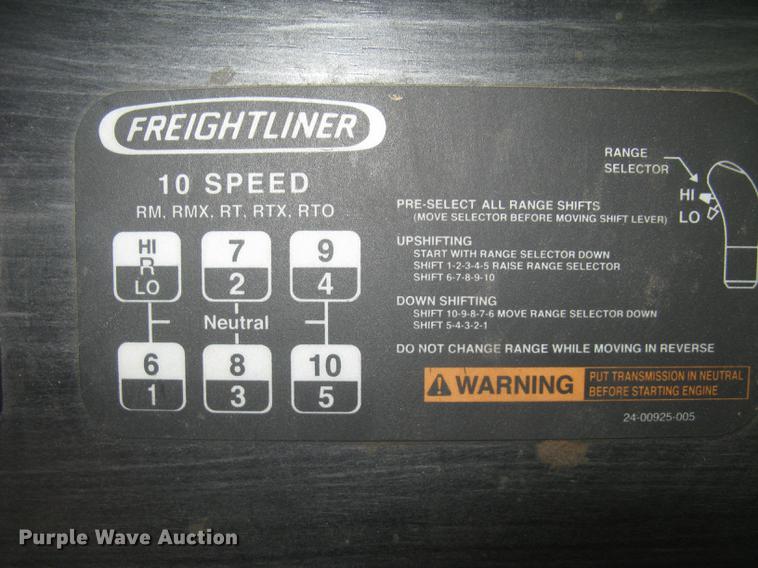 FREIGHTLINER
10 SPEED
RM, RMX, RT, RTX, RTO
HI
R
LO
7
2
9
4
Neutral
6
1
8
3
10
5
RANGE
SELECTOR
HI
LO
PRE-SELECT ALL RANGE SHIFTS
(MOVE SELECTOR BEFORE MOVING SHIFT LEVER)
UPSHIFTING
START WITH RANGE SELECTOR DOWN
SHIFT 1-2-3-4-5 RAISE RANGE SELECTOR
SHIFT 6-7-8-9-10
DOWN SHIFTING
SHIFT 10-9-8-7-6 MOVE RANGE SELECTOR DOWN
SHIFT 5-4-3-2-1
DO NOT CHANGE RANGE WHILE MOVING IN REVERSE
WARNING
PUT TRANSMISSION IN NEUTRAL
BEFORE STARTING ENGINE
24-00925-005
Purple Wave Auction